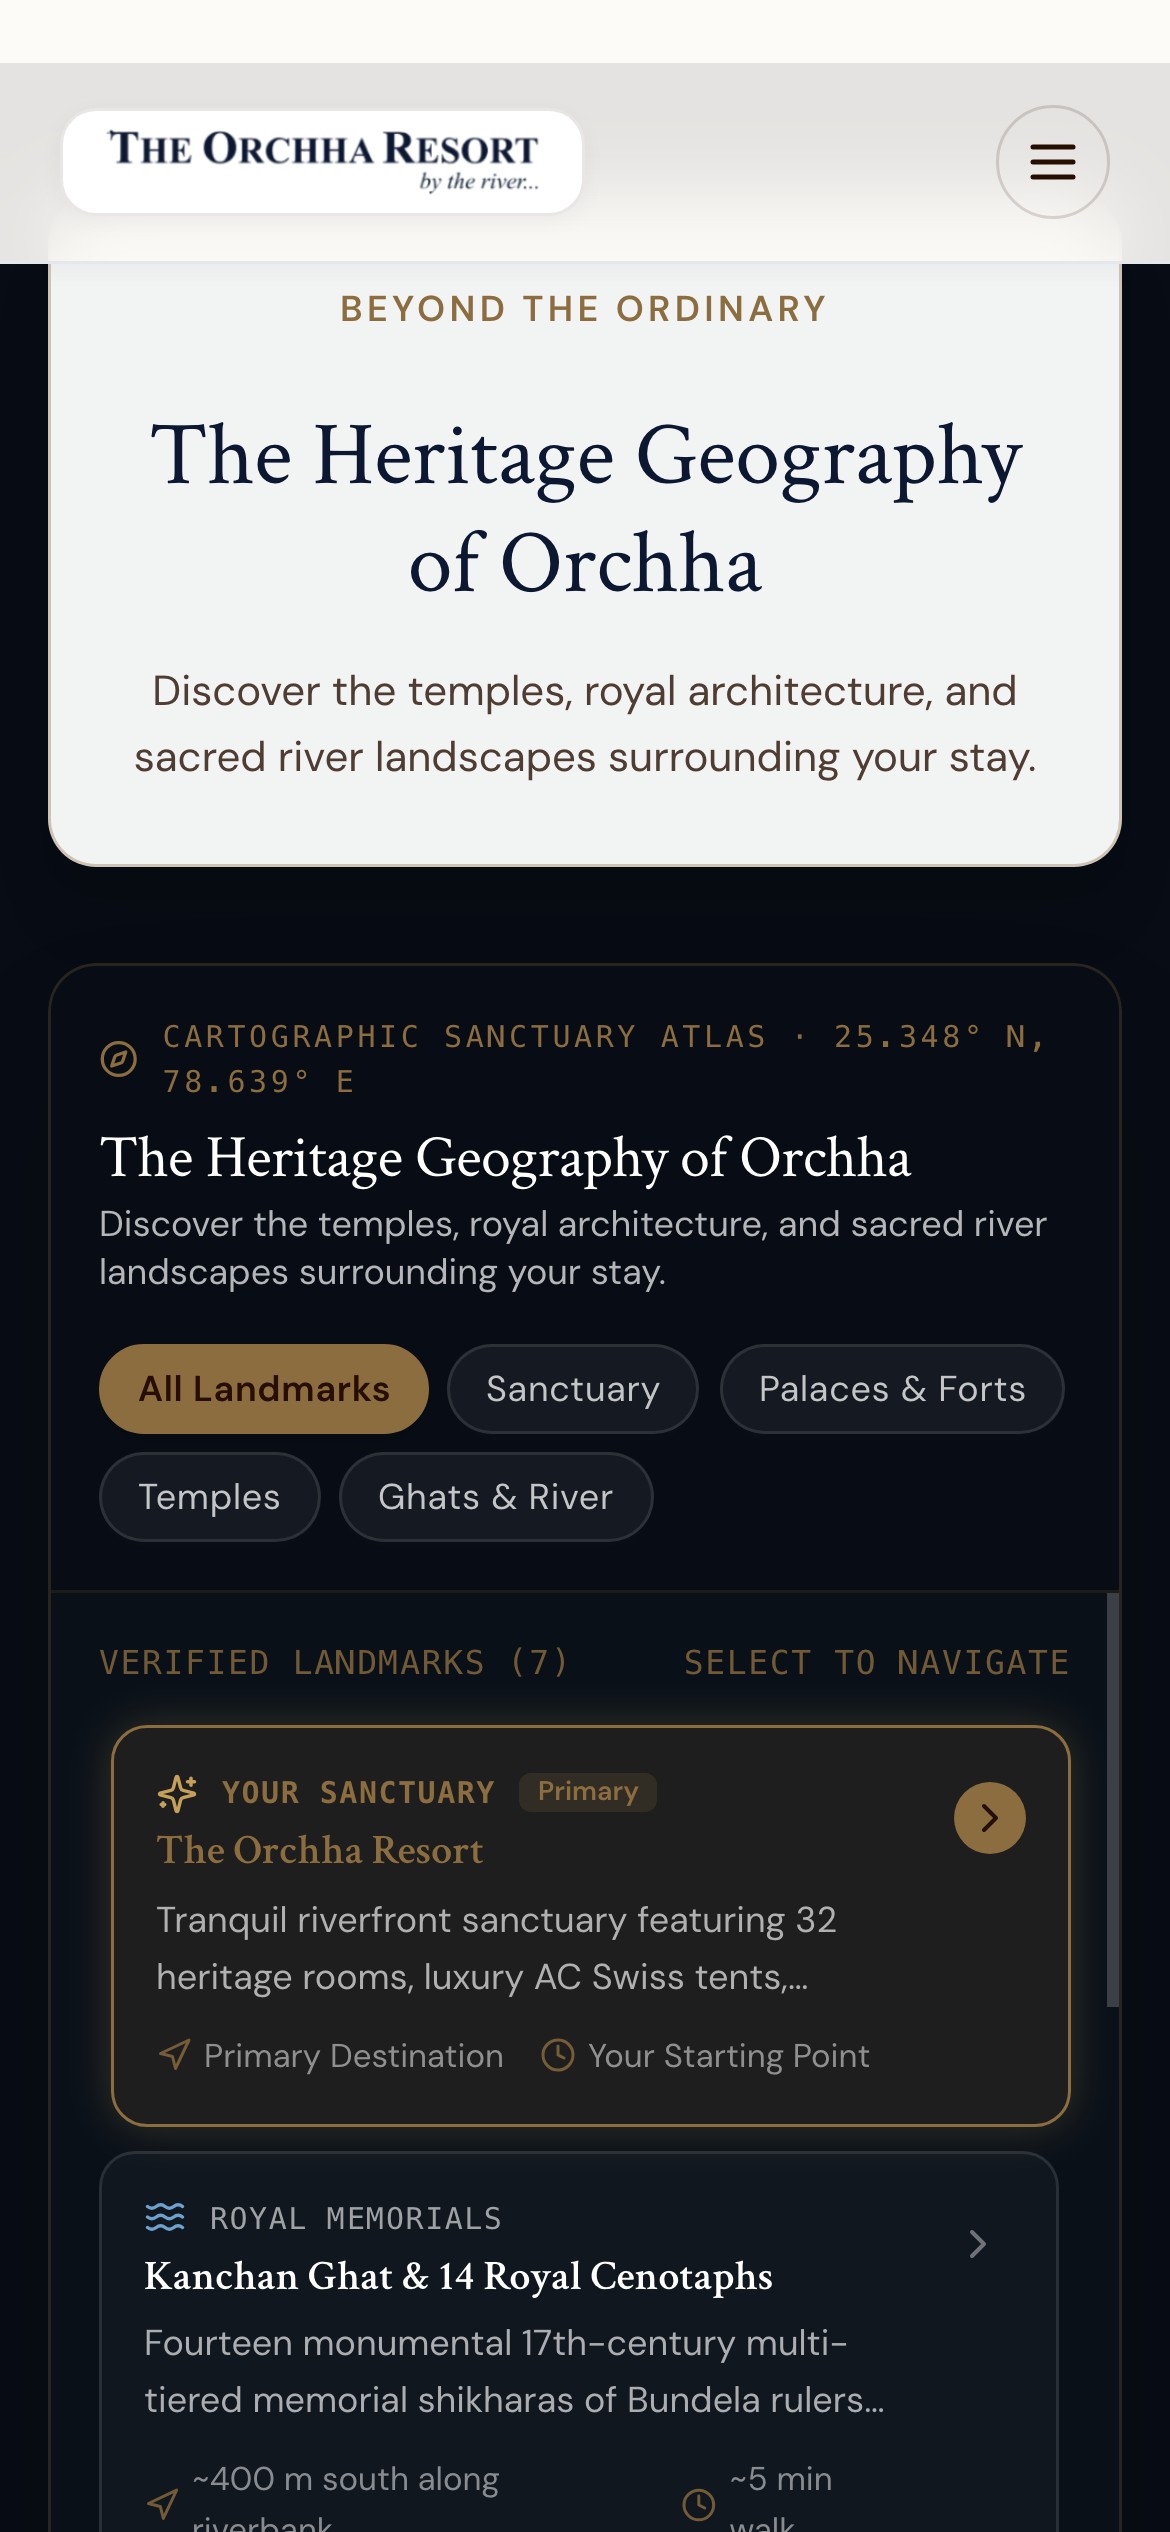 THE ORCHHA RESORT
by the river...
BEYOND THE ORDINARY
The Heritage Geography
of Orchha
Discover the temples, royal architecture, and
sacred river landscapes surrounding your stay.
CARTOGRAPHIC SANCTUARY ATLAS · 25.348° N,
78.639° E
The Heritage Geography of Orchha
Discover the temples, royal architecture, and sacred river
landscapes surrounding your stay.
All Landmarks Sanctuary Palaces & Forts
Temples Ghats & River
VERIFIED LANDMARKS (7) SELECT TO NAVIGATE
YOUR SANCTUARY Primary
The Orchha Resort
Tranquil riverfront sanctuary featuring 32
heritage rooms, luxury AC Swiss tents,...
Primary Destination Your Starting Point
ROYAL MEMORIALS
Kanchan Ghat & 14 Royal Cenotaphs
Fourteen monumental 17th-century multi-
tiered memorial shikharas of Bundela rulers...
~400 m south along ~5 min
riverbank walk